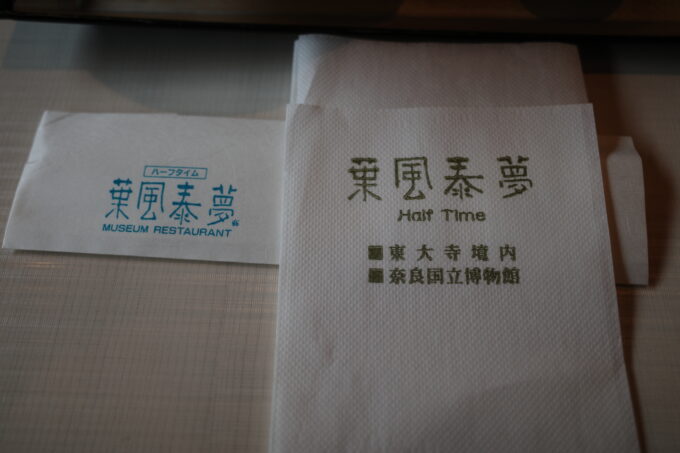 ハーフタイム
葉風泰夢
MUSEUM RESTAURANT
葉風泰夢
Half Time
■東大寺境内
■奈良国立博物館